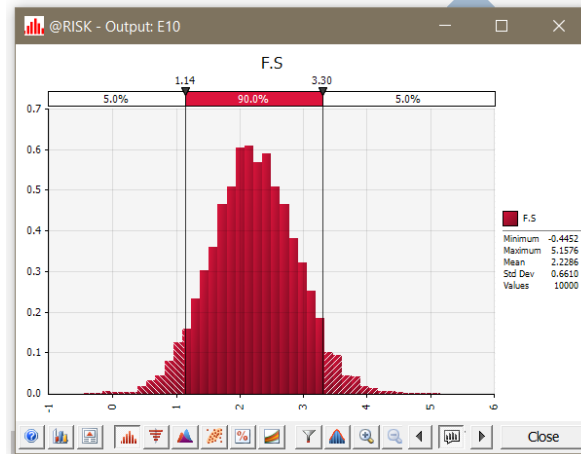 @RISK - Output: E10
F.S
1.14 3.30
5.0% 90.0% 5.0%
0.7
0.6
0.5
0.4
0.3
0.2
0.1
0.0
-1 0 1 2 3 4 5 6
F.S
Minimum -0.4452
Maximum 5.1576
Mean 2.2286
Std Dev 0.6610
Values 10000
Close